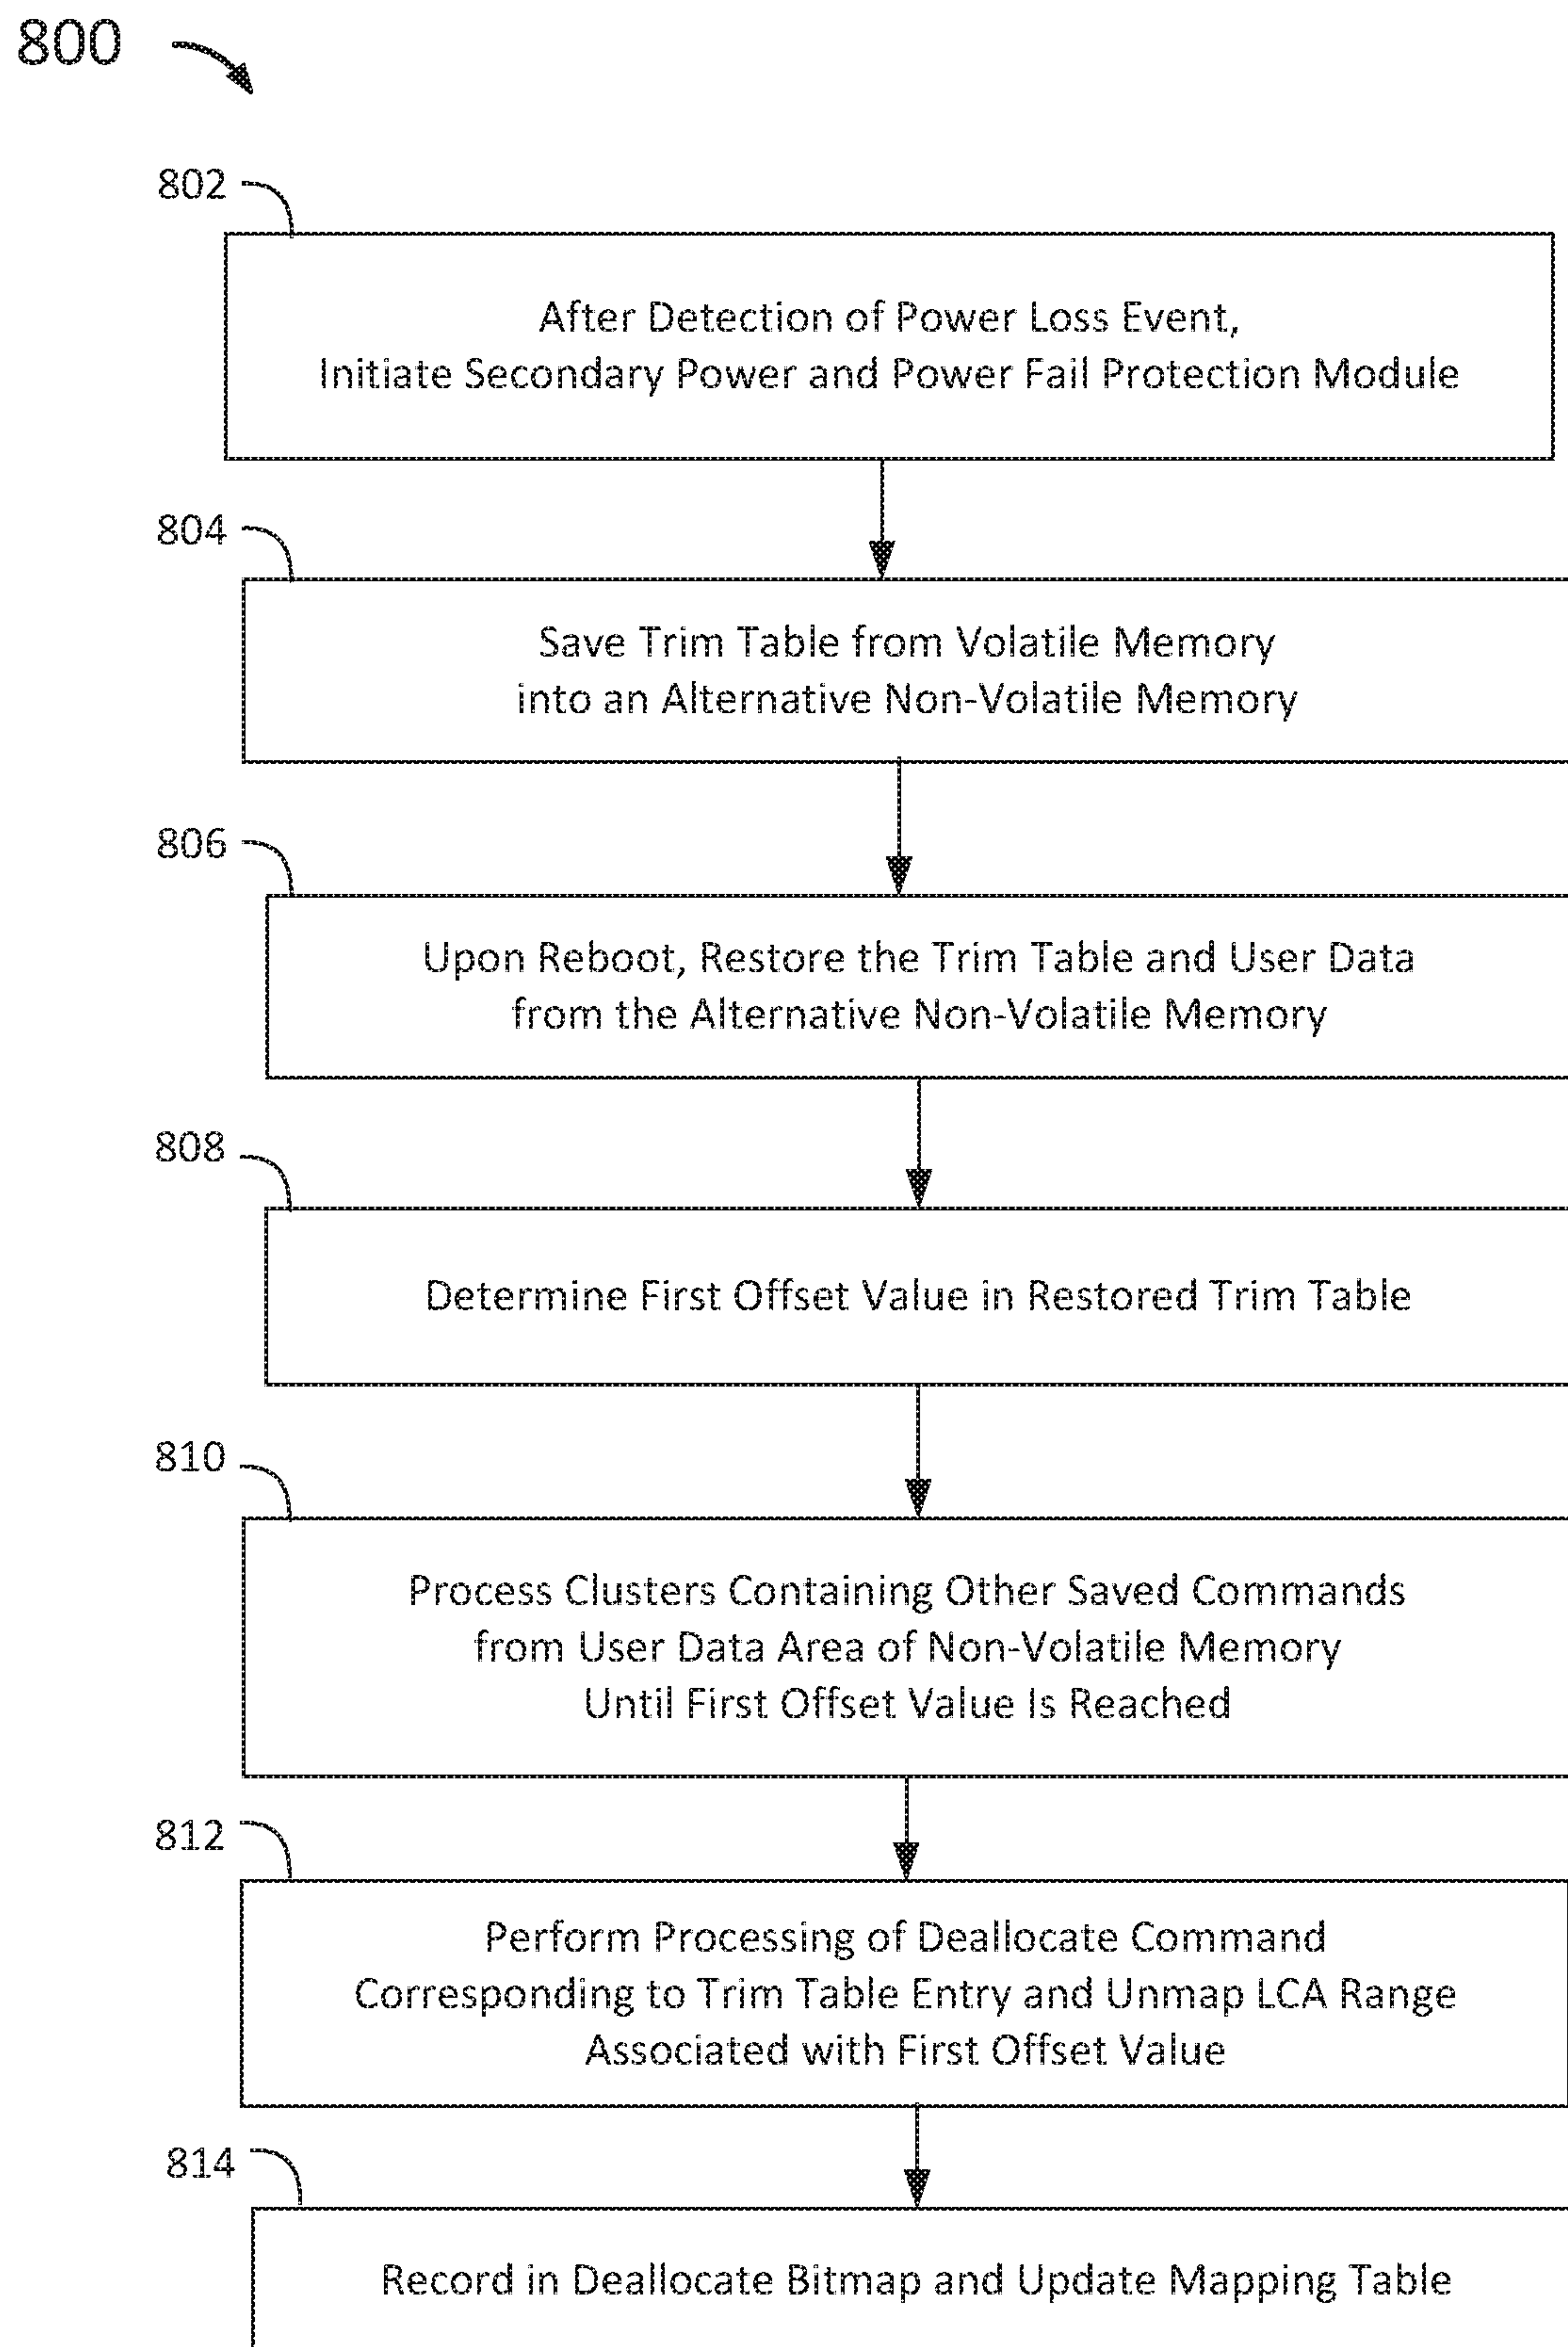 800
802
After Detection of Power Loss Event,
Initiate Secondary Power and Power Fail Protection Module
804
Save Trim Table from Volatile Memory
into an Alternative Non-Volatile Memory
806
Upon Reboot, Restore the Trim Table and User Data
from the Alternative Non-Volatile Memory
808
Determine First Offset Value in Restored Trim Table
810
Process Clusters Containing Other Saved Commands
from User Data Area of Non-Volatile Memory
Until First Offset Value Is Reached
812
Perform Processing of Deallocate Command
Corresponding to Trim Table Entry and Unmap LCA Range
Associated with First Offset Value
814
Record in Deallocate Bitmap and Update Mapping Table